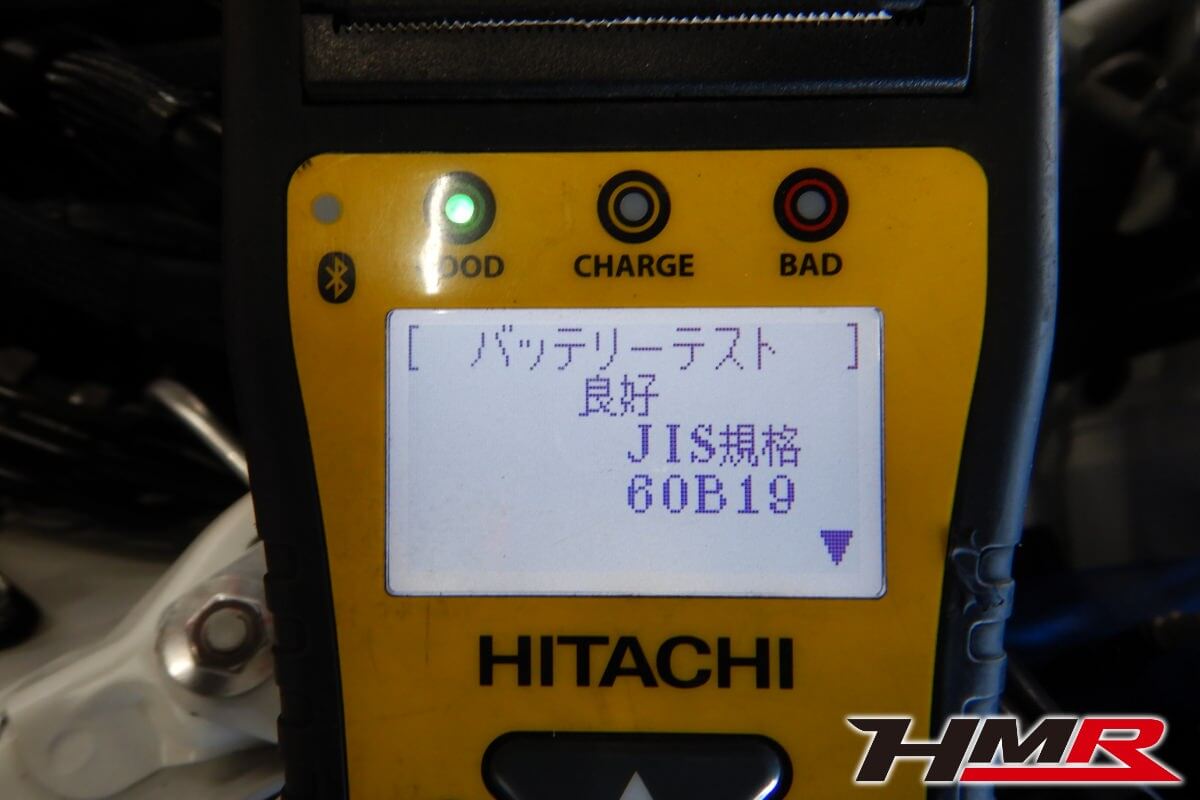 GOOD CHARGE BAD
[ バッテリーテスト ]
良好
JIS規格
60B19
HITACHI
HMR